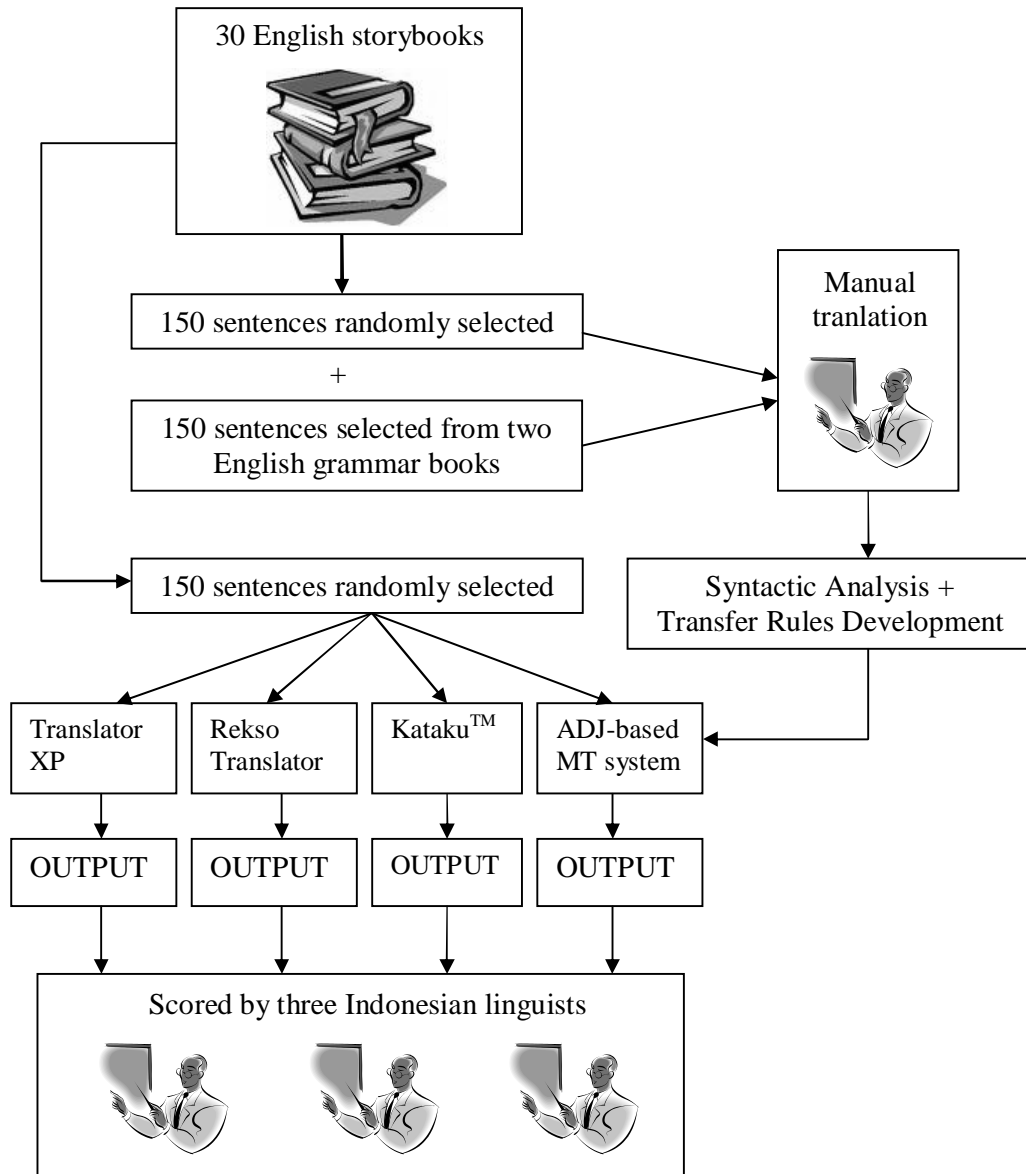 30 English storybooks
150 sentences randomly selected
+
150 sentences selected from two
English grammar books
Manual
tranlation
150 sentences randomly selected
Syntactic Analysis +
Transfer Rules Development
Translator
XP
Rekso
Translator
Kataku™
ADJ-based
MT system
OUTPUT
OUTPUT
OUTPUT
OUTPUT
Scored by three Indonesian linguists